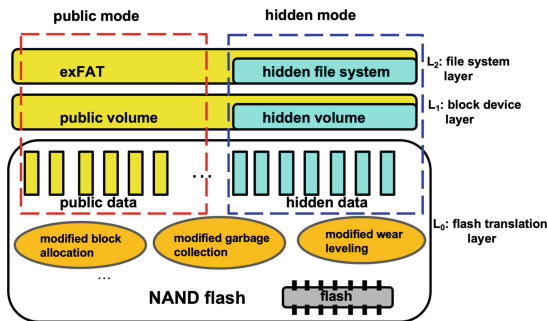 public mode
hidden mode
exFAT
hidden file system
L2: file system
layer
public volume
hidden volume
L1: block device
layer
...
public data
hidden data
L0: flash translation
layer
modified block
allocation
modified garbage
collection
modified wear
leveling
...
NAND flash
flash